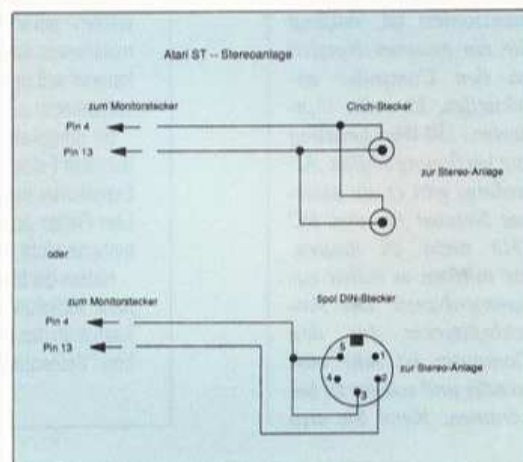 Atari ST -- Stereoanlage
zum Monitorstecker
Cinch-Stecker
Pin 4
Pin 13
zur Stereo-Anlage
oder
zum Monitorstecker
5pol DIN-Stecker
Pin 4
Pin 13
5
1
4
2
3
zur Stereo-Anlage